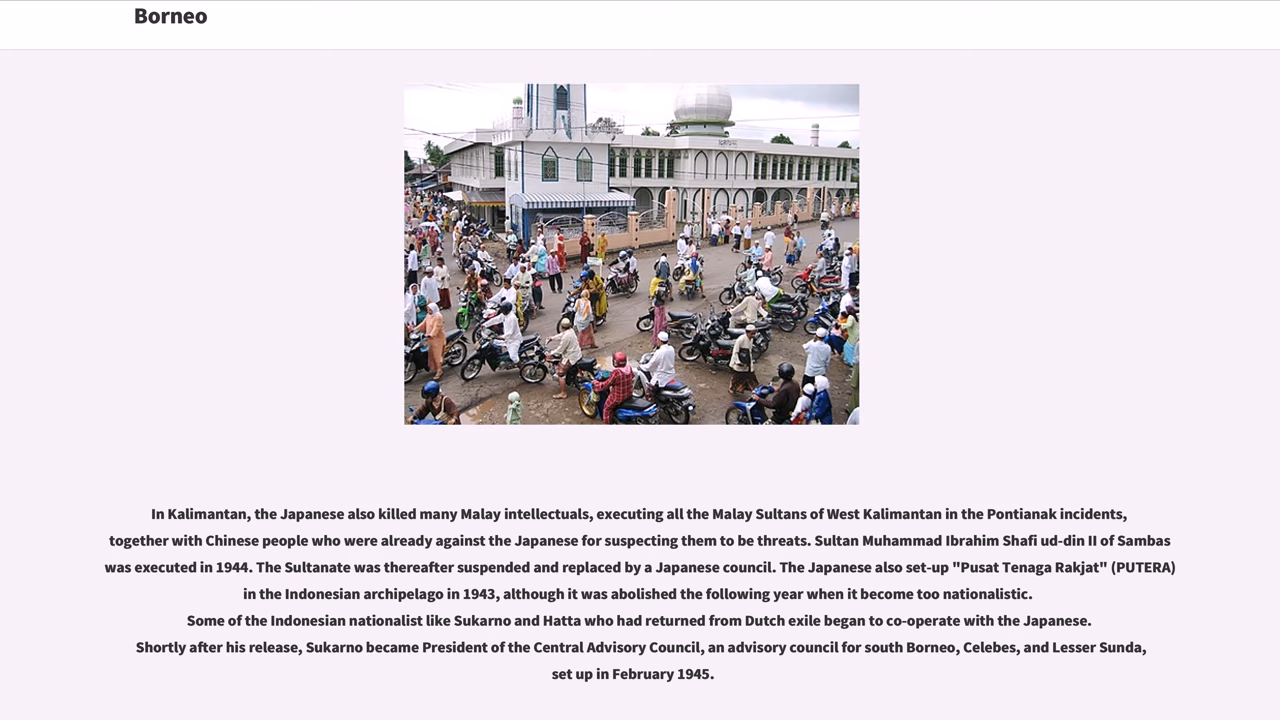 Borneo
In Kalimantan, the Japanese also killed many Malay intellectuals, executing all the Malay Sultans of West Kalimantan in the Pontianak incidents,
together with Chinese people who were already against the Japanese for suspecting them to be threats. Sultan Muhammad Ibrahim Shafi ud-din II of Sambas
was executed in 1944. The Sultanate was thereafter suspended and replaced by a Japanese council. The Japanese also set-up "Pusat Tenaga Rakjat" (PUTERA)
in the Indonesian archipelago in 1943, although it was abolished the following year when it become too nationalistic.
Some of the Indonesian nationalist like Sukarno and Hatta who had returned from Dutch exile began to co-operate with the Japanese.
Shortly after his release, Sukarno became President of the Central Advisory Council, an advisory council for south Borneo, Celebes, and Lesser Sunda,
set up in February 1945.